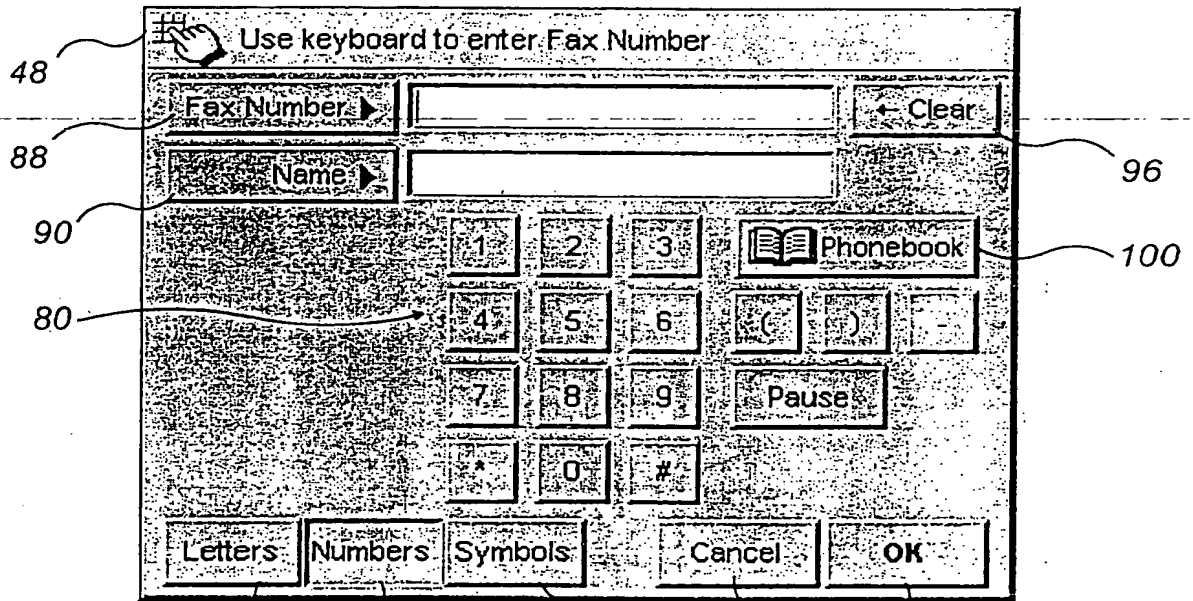 48
Use keyboard to enter Fax Number
Fax Number
← Clear
88
96
Name
90
1 2 3 Phonebook
100
80
4 5 6 ( ) -
7 8 9 Pause
* 0 #
Letters Numbers Symbols Cancel OK